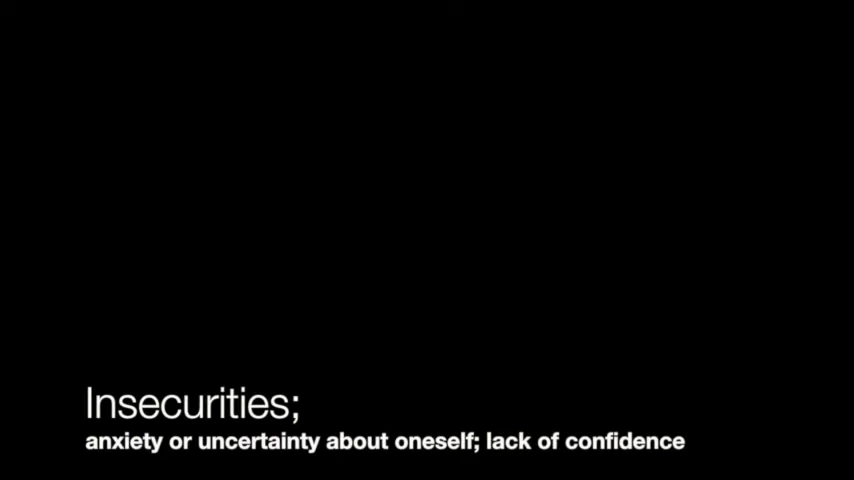 Insecurities;
anxiety or uncertainty about oneself; lack of confidence